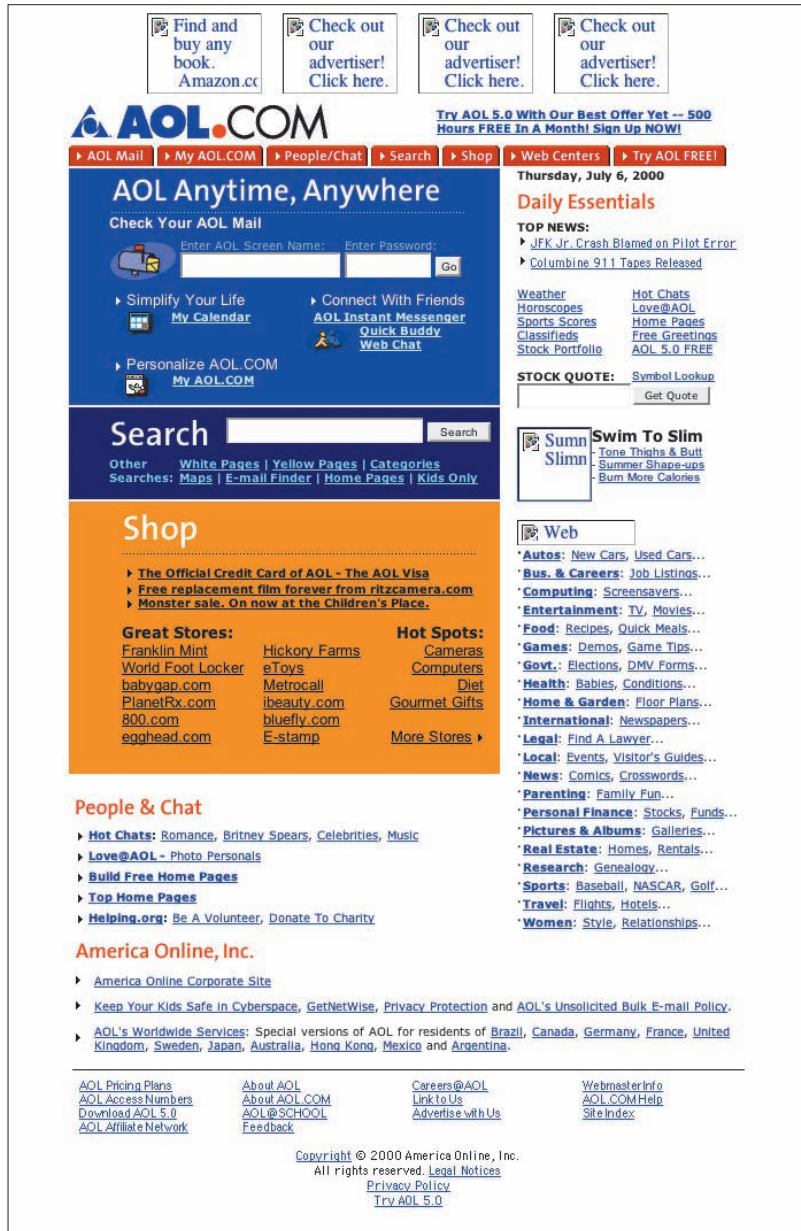 Find and
buy any
book.
Amazon.co
Check out
our
advertiser!
Click here.
Check out
our
advertiser!
Click here.
Check out
our
advertiser!
Click here.
AOL.COM
Try AOL 5.0 With Our Best Offer Yet -- 500
Hours FREE In A Month! Sign Up NOW!
AOL Mail My AOL.COM People/Chat Search Shop Web Centers Try AOL FREE!
AOL Anytime, Anywhere
Check Your AOL Mail
Enter AOL Screen Name: Enter Password:
Go
Simplify Your Life
My Calendar
Connect With Friends
AOL Instant Messenger
Quick Buddy
Web Chat
Personalize AOL.COM
My AOL.COM
Search Search
Other White Pages | Yellow Pages | Categories
Searches: Maps | E-mail Finder | Home Pages | Kids Only
Shop
The Official Credit Card of AOL - The AOL Visa
Free replacement film forever from ritzcamera.com
Monster sale. On now at the Children's Place.
Great Stores: Hot Spots:
Franklin Mint Hickory Farms Cameras
World Foot Locker eToys Computers
babygap.com Metrocall Diet
PlanetRx.com ibeauty.com Gourmet Gifts
800.com bluefly.com
egghead.com E-stamp More Stores
People & Chat
Hot Chats: Romance, Britney Spears, Celebrities, Music
Love@AOL - Photo Personals
Build Free Home Pages
Top Home Pages
Helping.org: Be A Volunteer, Donate To Charity
Thursday, July 6, 2000
Daily Essentials
TOP NEWS:
JFK Jr. Crash Blamed on Pilot Error
Columbine 911 Tapes Released
Weather Hot Chats
Horoscopes Love@AOL
Sports Scores Home Pages
Classifieds Free Greetings
Stock Portfolio AOL 5.0 FREE
STOCK QUOTE: Symbol Lookup
Get Quote
Sumn
Slimn
Swim To Slim
- Tone Thighs & Butt
- Summer Shape-ups
- Burn More Calories
Web
Autos: New Cars, Used Cars...
Bus. & Careers: Job Listings...
Computing: Screensavers...
Entertainment: TV, Movies...
Food: Recipes, Quick Meals...
Games: Demos, Game Tips...
Govt.: Elections, DMV Forms...
Health: Babies, Conditions...
Home & Garden: Floor Plans...
International: Newspapers...
Legal: Find A Lawyer...
Local: Events, Visitor's Guides...
News: Comics, Crosswords...
Parenting: Family Fun...
Personal Finance: Stocks, Funds...
Pictures & Albums: Galleries...
Real Estate: Homes, Rentals...
Research: Genealogy...
Sports: Baseball, NASCAR, Golf...
Travel: Flights, Hotels...
Women: Style, Relationships...
America Online, Inc.
America Online Corporate Site
Keep Your Kids Safe in Cyberspace, GetNetWise, Privacy Protection and AOL's Unsolicited Bulk E-mail Policy.
AOL's Worldwide Services: Special versions of AOL for residents of Brazil, Canada, Germany, France, United
Kingdom, Sweden, Japan, Australia, Hong Kong, Mexico and Argentina.
AOL Pricing Plans About AOL Careers@AOL Webmaster Info
AOL Access Numbers About AOL.COM Link to Us AOL.COM Help
Download AOL 5.0 AOL@SCHOOL Advertise with Us Site Index
AOL Affiliate Network Feedback
Copyright © 2000 America Online, Inc.
All rights reserved. Legal Notices
Privacy Policy
Try AOL 5.0